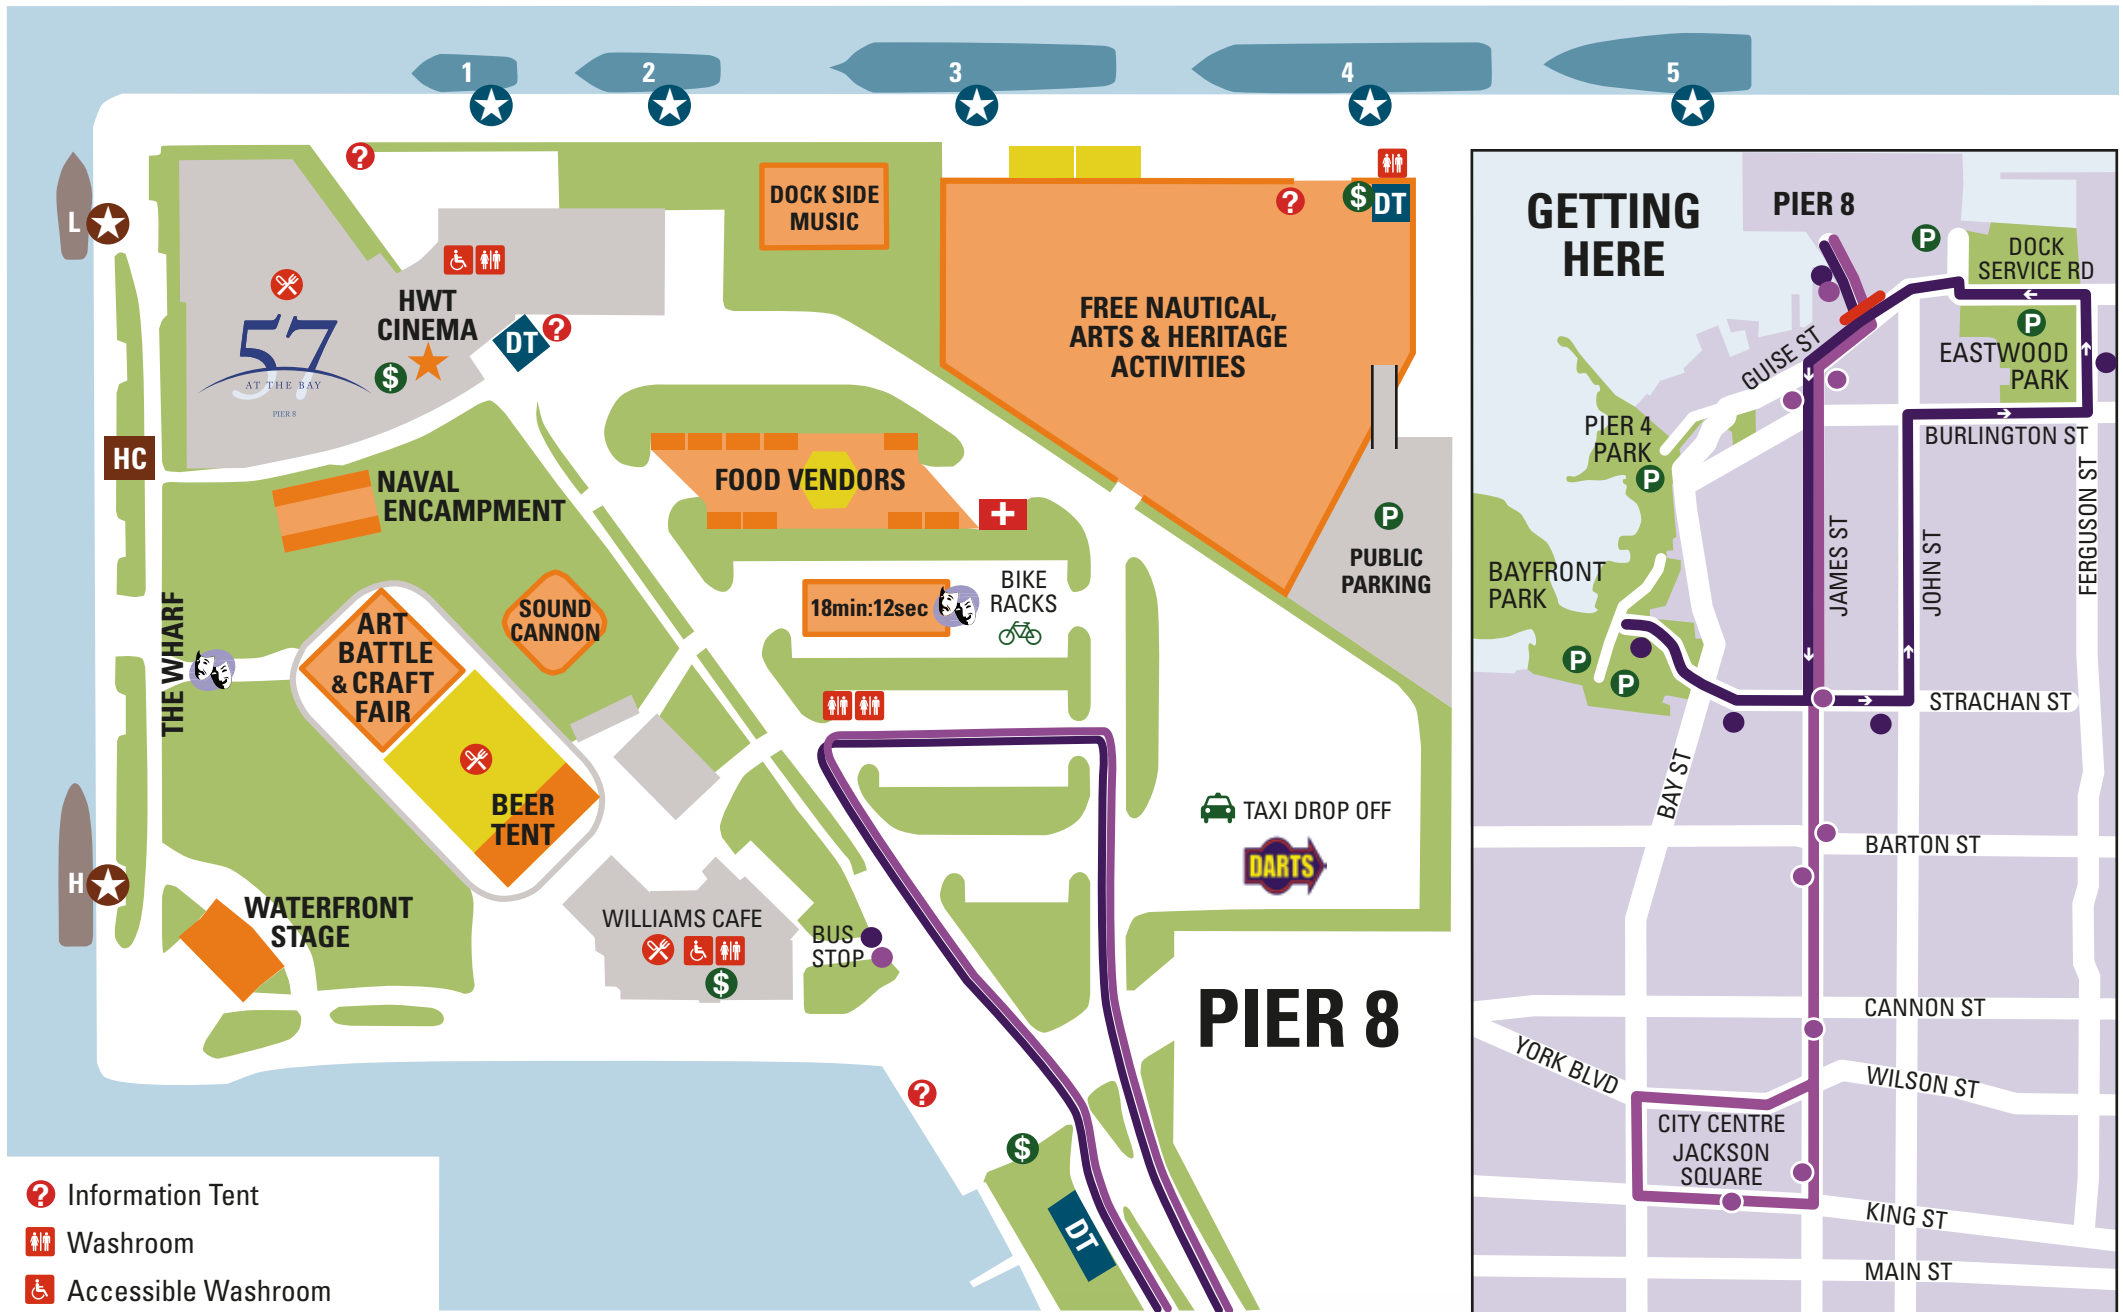 1
2
3
4
5
L
?
DOCK SIDE
MUSIC
?
$
DT
HWT
CINEMA
57
AT THE BAY
PIER 8
$
DT
?
FREE NAUTICAL,
ARTS & HERITAGE
ACTIVITIES
HC
NAVAL
ENCAMPMENT
FOOD VENDORS
P
PUBLIC
PARKING
THE WHARF
ART
BATTLE
& CRAFT
FAIR
SOUND
CANNON
18min:12sec
BIKE
RACKS
BEER
TENT
TAXI DROP OFF
DARTS
H
WATERFRONT
STAGE
WILLIAMS CAFE
$
BUS
STOP
PIER 8
?
$
DT
? Information Tent
Washroom
Accessible Washroom
GETTING
HERE
PIER 8
P
DOCK
SERVICE RD
P
EASTWOOD
PARK
GUISE ST
PIER 4
PARK
P
BURLINGTON ST
BAYFRONT
PARK
JAMES ST
JOHN ST
FERGUSON ST
P
P
STRACHAN ST
BAY ST
BARTON ST
CANNON ST
YORK BLVD
WILSON ST
CITY CENTRE
JACKSON
SQUARE
KING ST
MAIN ST